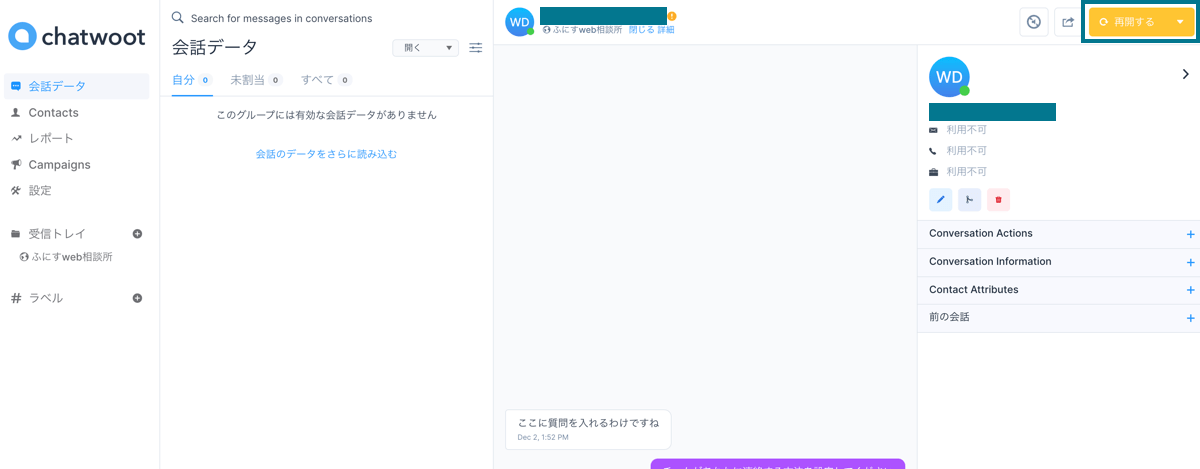 chatwoot
会話データ
Contacts
レポート
Campaigns
設定
受信トレイ
ふにすweb相談所
ラベル
Search for messages in conversations
会話データ
開く
自分 0
未割当 0
すべて 0
このグループには有効な会話データがありません
会話のデータをさらに読み込む
WD
ふにすweb相談所 閉じる 詳細
ここに質問を入れるわけですね
Dec 2, 1:52 PM
再開する
WD
利用不可
利用不可
利用不可
Conversation Actions
Conversation Information
Contact Attributes
前の会話